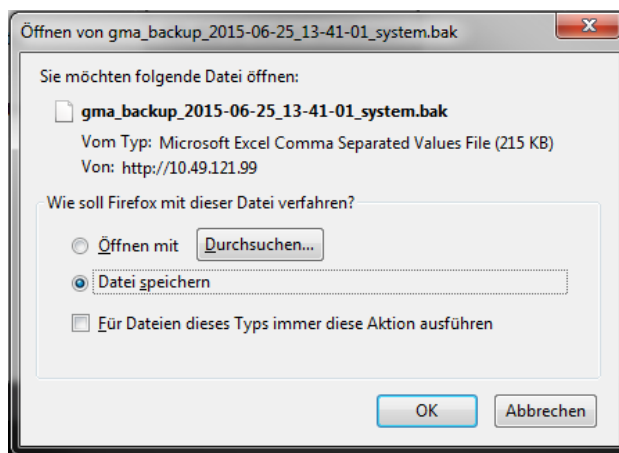 Öffnen von gma_backup_2015-06-25_13-41-01_system.bak
Sie möchten folgende Datei öffnen:
gma_backup_2015-06-25_13-41-01_system.bak
Vom Typ: Microsoft Excel Comma Separated Values File (215 KB)
Von: http://10.49.121.99
Wie soll Firefox mit dieser Datei verfahren?
Öffnen mit Durchsuchen...
Datei speichern
Für Dateien dieses Typs immer diese Aktion ausführen
OK Abbrechen